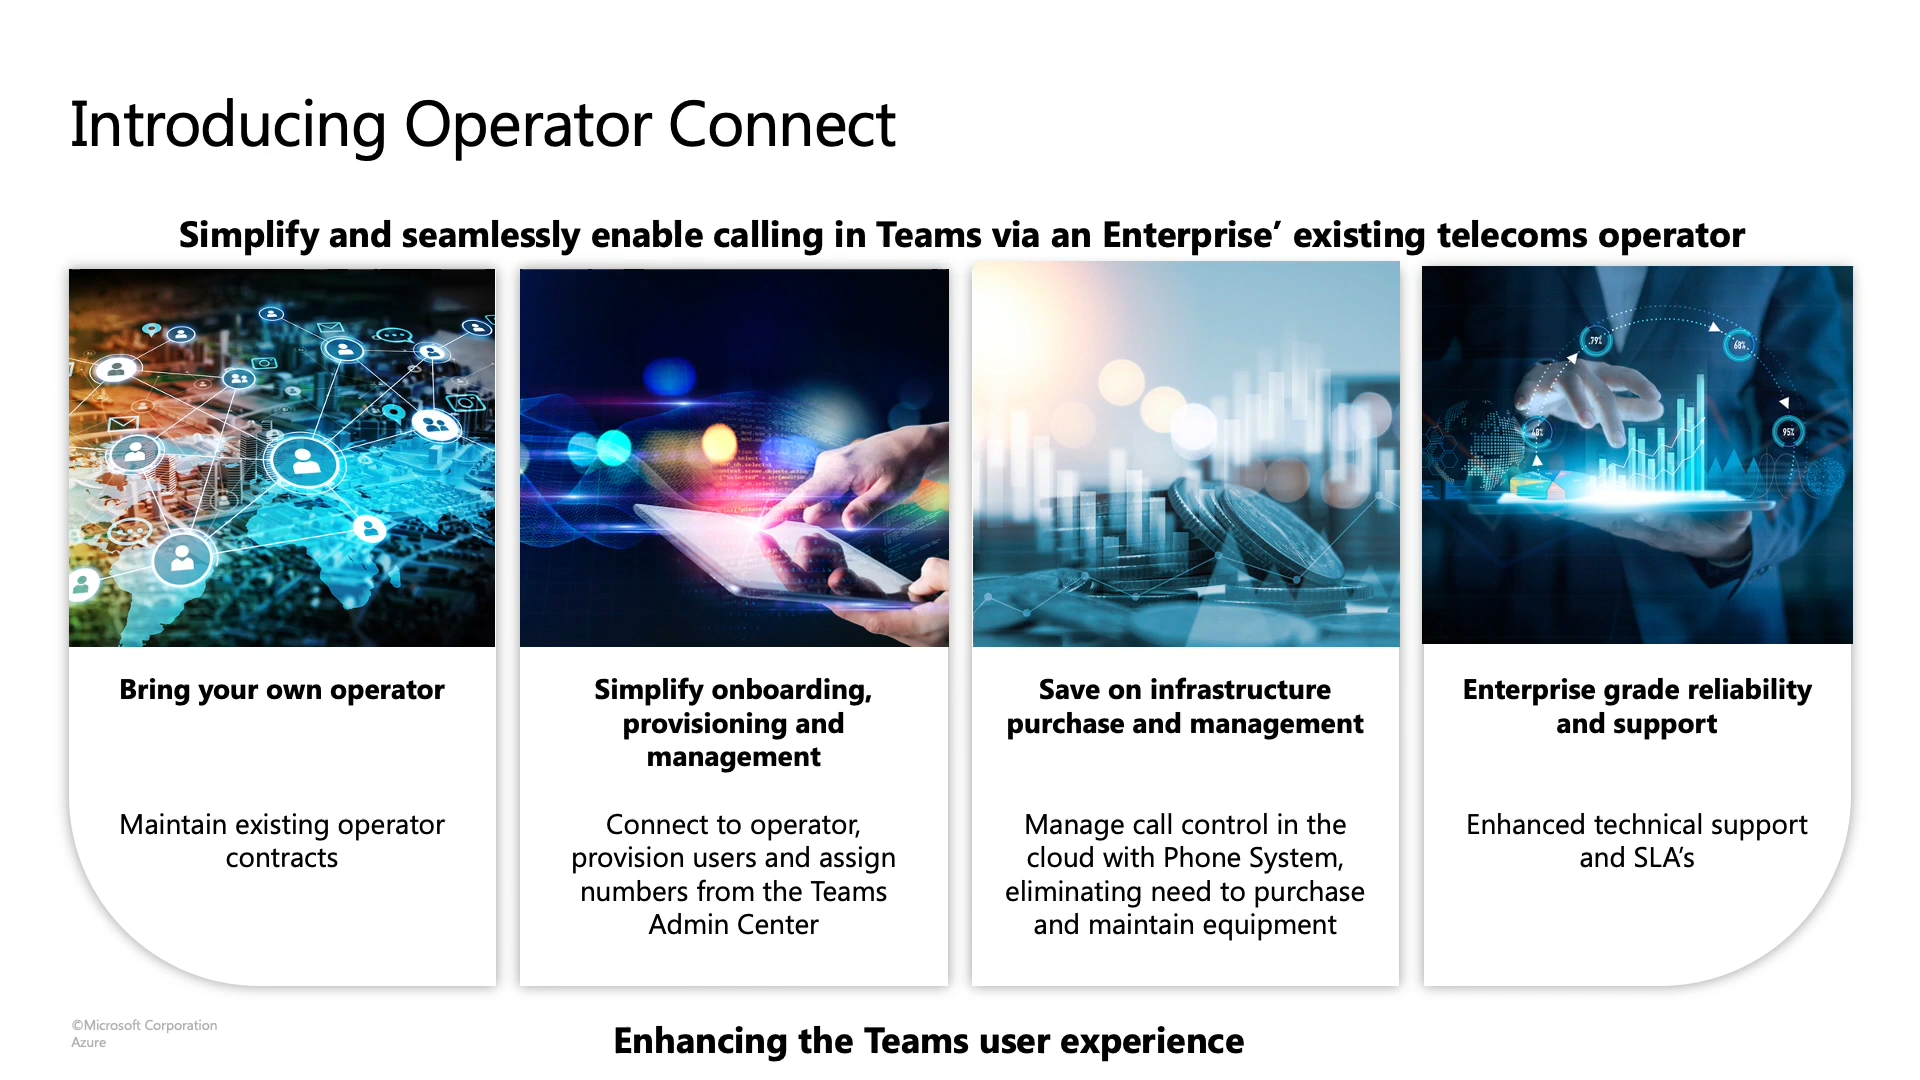 Introducing Operator Connect
Simplify and seamlessly enable calling in Teams via an Enterprise’ existing telecoms operator
79%
68%
48%
95%
Bring your own operator
Maintain existing operator
contracts
Simplify onboarding,
provisioning and
management
Connect to operator,
provision users and assign
numbers from the Teams
Admin Center
Save on infrastructure
purchase and management
Manage call control in the
cloud with Phone System,
eliminating need to purchase
and maintain equipment
Enterprise grade reliability
and support
Enhanced technical support
and SLA’s
©Microsoft Corporation
Azure
Enhancing the Teams user experience